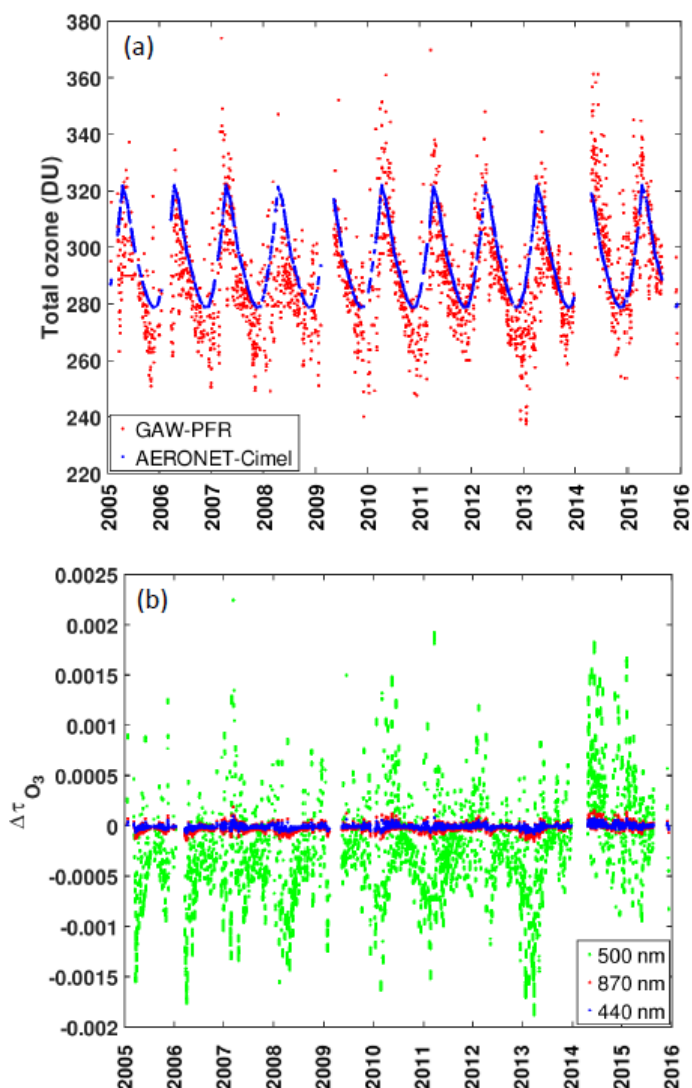 (a)
380
360
340
320
300
280
260
240
220
Total ozone (DU)
GAW-PFR
AERONET-Cimel
2005 2006 2007 2008 2009 2010 2011 2012 2013 2014 2015 2016
(b)
0.0025
0.002
0.0015
0.001
0.0005
0
-0.0005
-0.001
-0.0015
-0.002
Δτ O3
500 nm
870 nm
440 nm
2005 2006 2007 2008 2009 2010 2011 2012 2013 2014 2015 2016